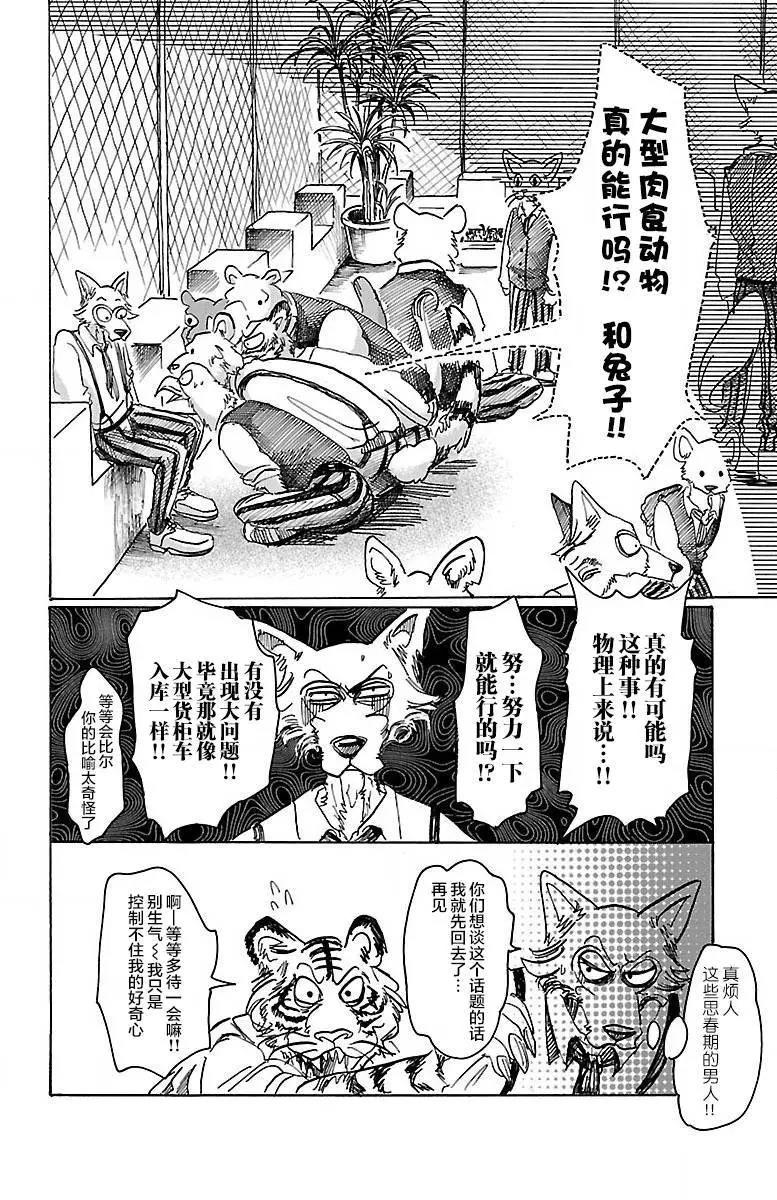 大型肉食动物
真的能行吗!?
和兔子!!
真的有可能吗
这种事!!
物理上来说…!!
努…努力一下
就能行的吗!?
有没有
出现大问题!!
毕竟那就像
大型货柜车
入库一样!!
等等会比尔
你的比喻太奇怪了
真烦人
这些思春期的男人!!
你们想谈这个话题的话
我就先回去了…
再见
啊—等等多待一会嘛!!
别生气～我只是
控制不住我的好奇心